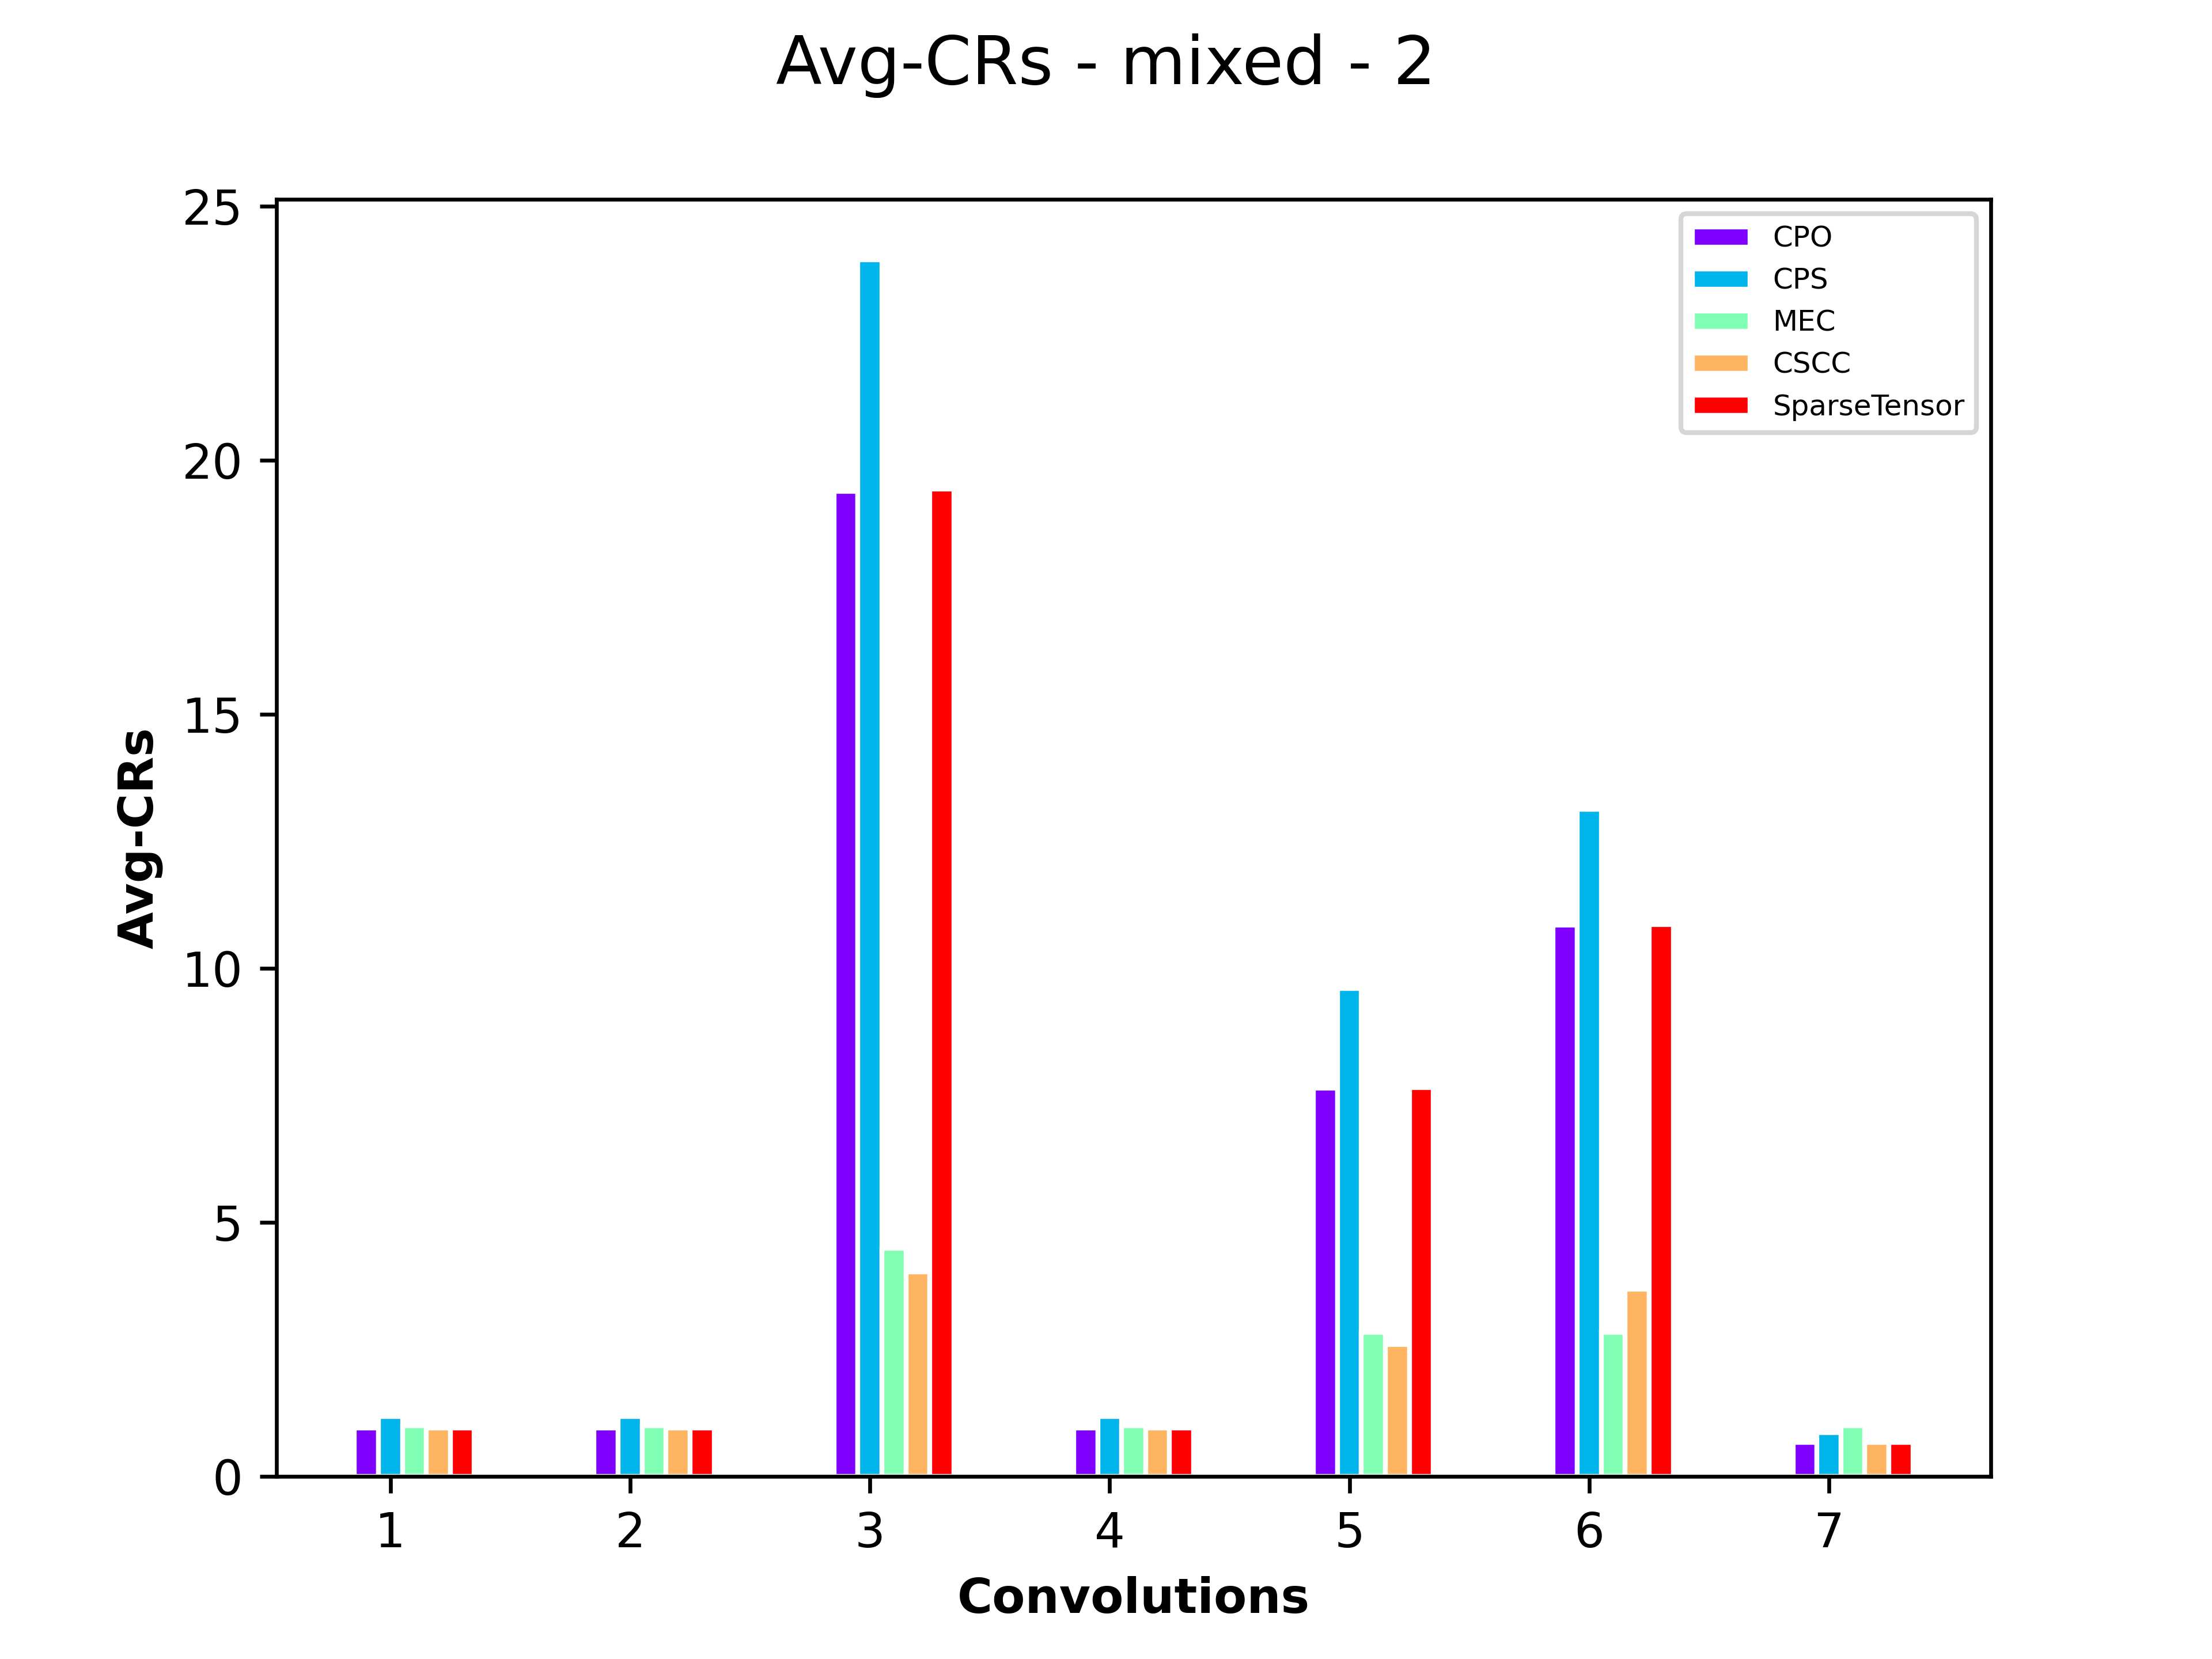 Avg-CRs - mixed - 2
25
20
15
10
5
0
Avg-CRs
CPO
CPS
MEC
CSCC
SparseTensor
1 2 3 4 5 6 7
Convolutions